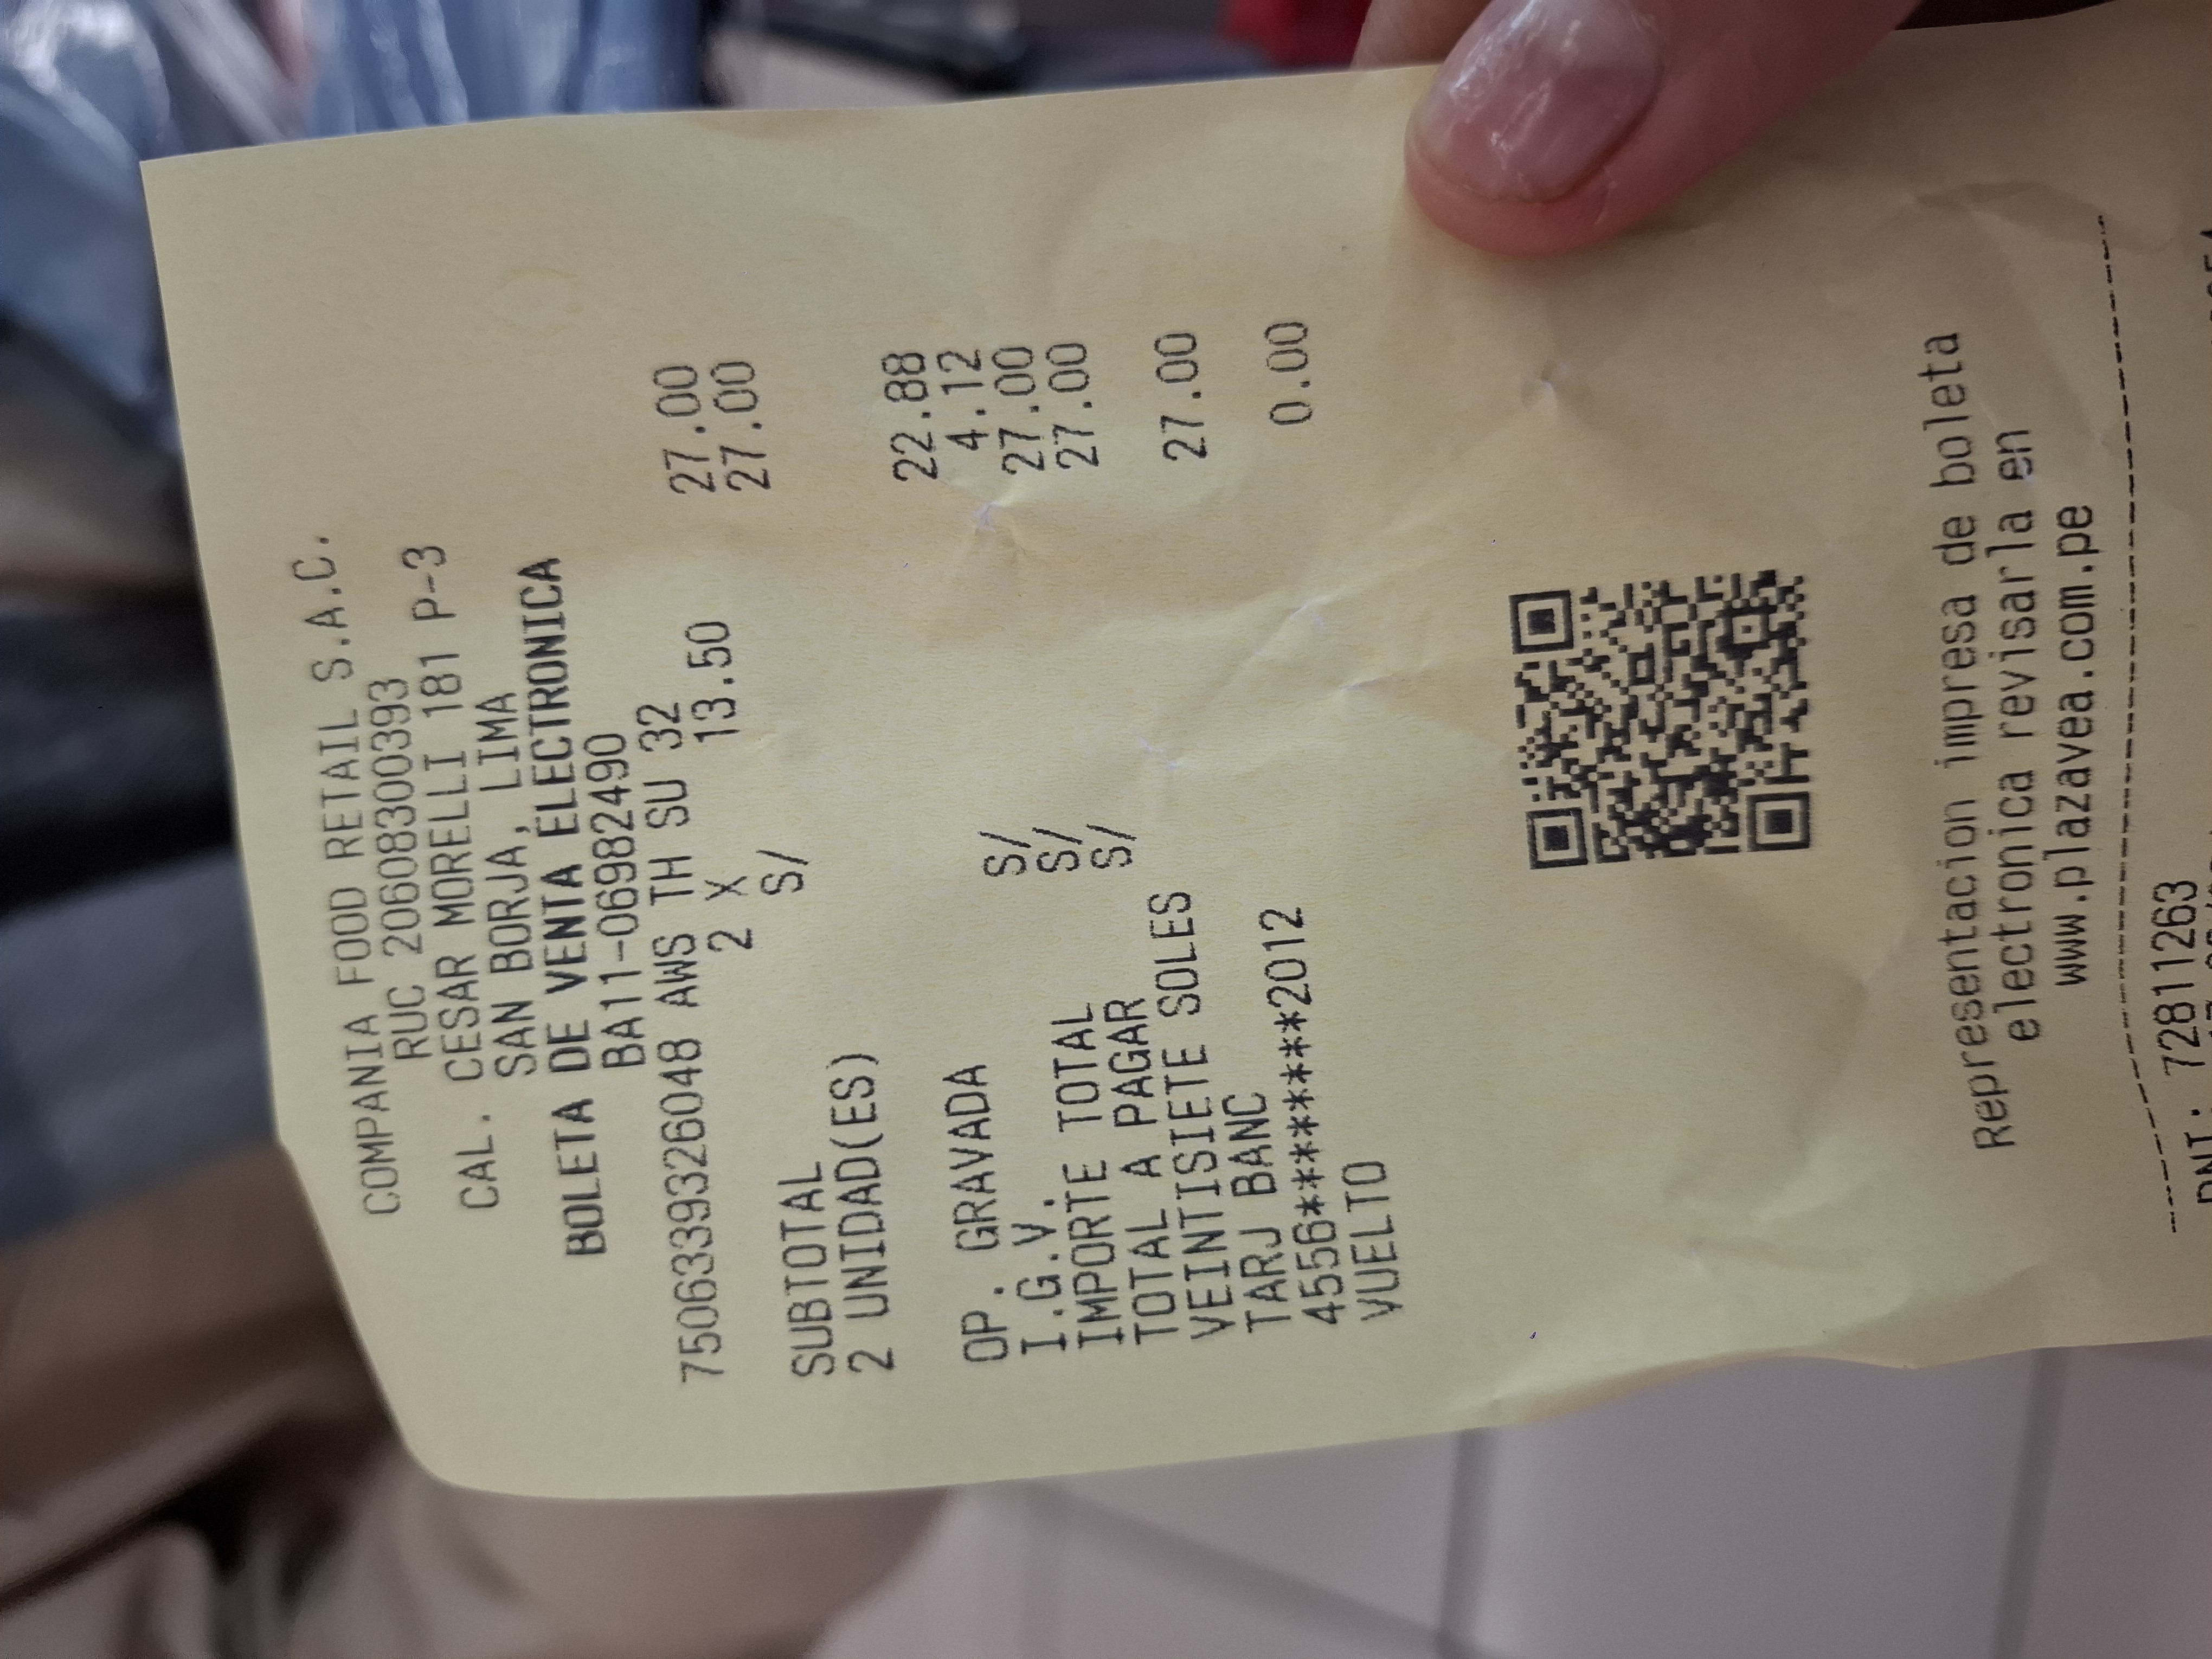 COMPANIA FOOD RETAIL S.A.C.
RUC 20608300393
CAL. CESAR MORELLI 181 P-3
SAN BORJA, LIMA
BOLETA DE VENTA ELECTRONICA
BA11-06982490
7506339326048 AWS TH SU 32
2 X 13.50 27.00
SUBTOTAL S/ 27.00
2 UNIDAD(ES)
OP. GRAVADA 22.88
I.G.V. S/ 4.12
IMPORTE TOTAL S/ 27.00
TOTAL A PAGAR S/ 27.00
VEINTISIETE SOLES
TARJ BANC 27.00
4556********2012
VUELTO 0.00
Representacion impresa de boleta
electronica revisarla en
www.plazavea.com.pe
DNI: 72811263